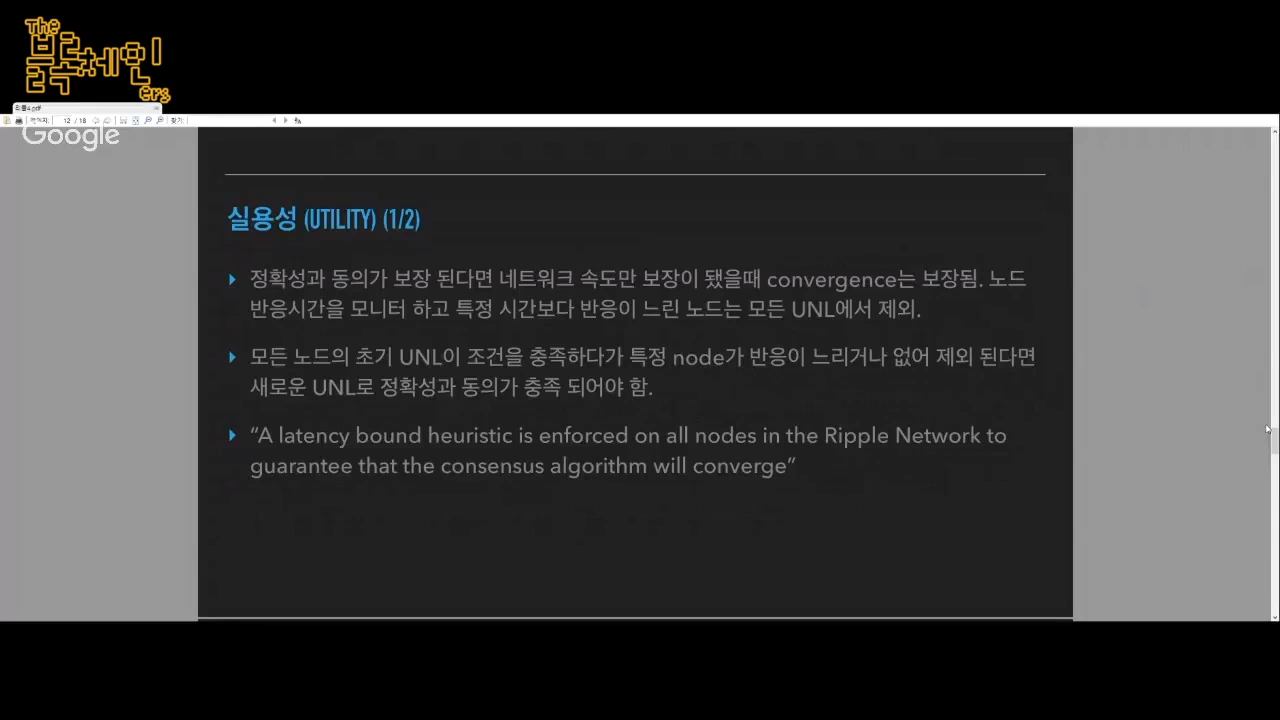 The
블록체인
ers
리플4.pdf
12 / 18
찾기:
Google
실용성 (UTILITY) (1/2)
정확성과 동의가 보장 된다면 네트워크 속도만 보장이 됐을때 convergence는 보장됨. 노드
반응시간을 모니터 하고 특정 시간보다 반응이 느린 노드는 모든 UNL에서 제외.
모든 노드의 초기 UNL이 조건을 충족하다가 특정 node가 반응이 느리거나 없어 제외 된다면
새로운 UNL로 정확성과 동의가 충족 되어야 함.
“A latency bound heuristic is enforced on all nodes in the Ripple Network to
guarantee that the consensus algorithm will converge”